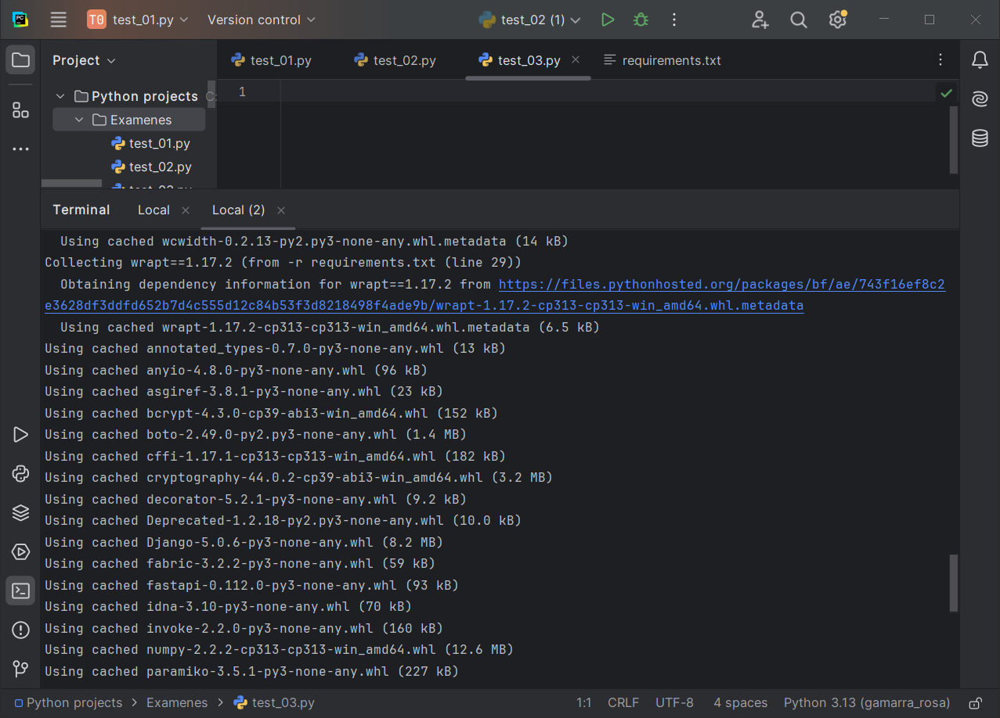 PC
T0 test_01.py Version control test_02 (1)
Project
test_01.py test_02.py test_03.py requirements.txt
Python projects
Examenes
test_01.py
test_02.py
1
Terminal Local Local (2)
Using cached wcwidth-0.2.13-py2.py3-none-any.whl.metadata (14 kB)
Collecting wrapt==1.17.2 (from -r requirements.txt (line 29))
Obtaining dependency information for wrapt==1.17.2 from https://files.pythonhosted.org/packages/bf/ae/743f16ef8c2
e3628df3ddfd652b7d4c555d12c84b53f3d8218498f4ade9b/wrapt-1.17.2-cp313-cp313-win_amd64.whl.metadata
Using cached wrapt-1.17.2-cp313-cp313-win_amd64.whl.metadata (6.5 kB)
Using cached annotated_types-0.7.0-py3-none-any.whl (13 kB)
Using cached anyio-4.8.0-py3-none-any.whl (96 kB)
Using cached asgiref-3.8.1-py3-none-any.whl (23 kB)
Using cached bcrypt-4.3.0-cp39-abi3-win_amd64.whl (152 kB)
Using cached boto-2.49.0-py2.py3-none-any.whl (1.4 MB)
Using cached cffi-1.17.1-cp313-cp313-win_amd64.whl (182 kB)
Using cached cryptography-44.0.2-cp39-abi3-win_amd64.whl (3.2 MB)
Using cached decorator-5.2.1-py3-none-any.whl (9.2 kB)
Using cached Deprecated-1.2.18-py2.py3-none-any.whl (10.0 kB)
Using cached Django-5.0.6-py3-none-any.whl (8.2 MB)
Using cached fabric-3.2.2-py3-none-any.whl (59 kB)
Using cached fastapi-0.112.0-py3-none-any.whl (93 kB)
Using cached idna-3.10-py3-none-any.whl (70 kB)
Using cached invoke-2.2.0-py3-none-any.whl (160 kB)
Using cached numpy-2.2.2-cp313-cp313-win_amd64.whl (12.6 MB)
Using cached paramiko-3.5.1-py3-none-any.whl (227 kB)
Python projects > Examenes > test_03.py 1:1 CRLF UTF-8 4 spaces Python 3.13 (gamarra_rosa)